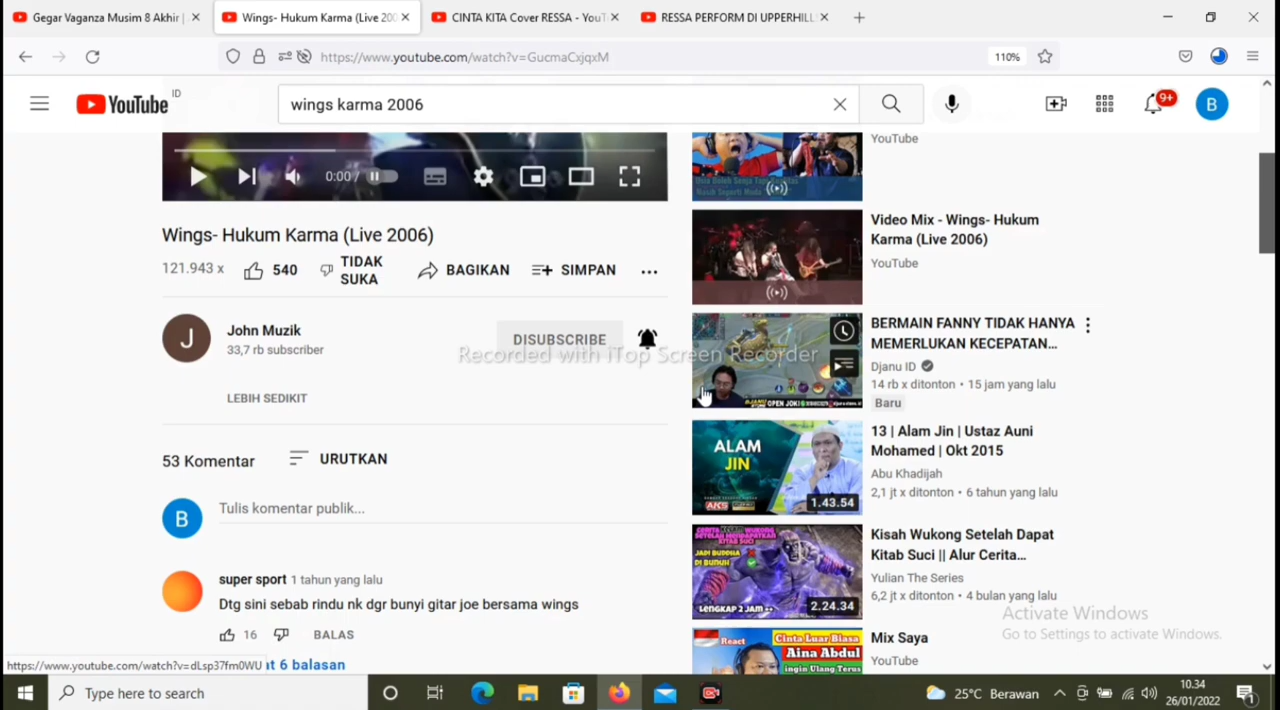 Gegar Vaganza Musim 8 Akhir |
Wings- Hukum Karma (Live 200
CINTA KITA Cover RESSA - YouT
RESSA PERFORM DI UPPERHILL
https://www.youtube.com/watch?v=GucmaCxjqxM
110%
YouTube ID
wings karma 2006
9+
B
YouTube
0:00 /
Wings- Hukum Karma (Live 2006)
121.943 x
540
TIDAK
SUKA
BAGIKAN
SIMPAN
J
John Muzik
33,7 rb subscriber
DISUBSCRIBE
LEBIH SEDIKIT
53 Komentar
URUTKAN
B
Tulis komentar publik...
super sport 1 tahun yang lalu
Dtg sini sebab rindu nk dgr bunyi gitar joe bersama wings
16
BALAS
https://www.youtube.com/watch?v=dLsp37fm0WU
ut 6 balasan
Video Mix - Wings- Hukum
Karma (Live 2006)
YouTube
BERMAIN FANNY TIDAK HANYA
MEMERLUKAN KECEPATAN...
Djanu ID
14 rb x ditonton • 15 jam yang lalu
Baru
OPEN JOKI
ALAM
JIN
1.43.54
13 | Alam Jin | Ustaz Auni
Mohamed | Okt 2015
Abu Khadijah
2,1 jt x ditonton • 6 tahun yang lalu
JADI BUDDHA
DI BUNUH
LENGKAP 2 JAM
2.24.34
Kisah Wukong Setelah Dapat
Kitab Suci || Alur Cerita...
Yulian The Series
6,2 jt x ditonton • 4 bulan yang lalu
React
Cinta Luar Biasa
Aina Abdul
ingin Ulang Terus
Mix Saya
YouTube
Recorded with iTop Screen Recorder
Activate Windows
Go to Settings to activate Windows.
Type here to search
25°C Berawan
10.34
26/01/2022
1